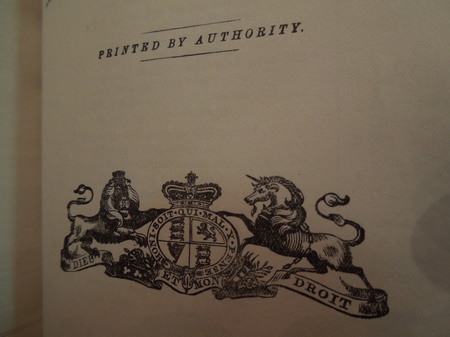 PRINTED BY AUTHORITY.
HONI·SOIT·QUI·MAL·Y·PENSE
DIEU ET MON DROIT